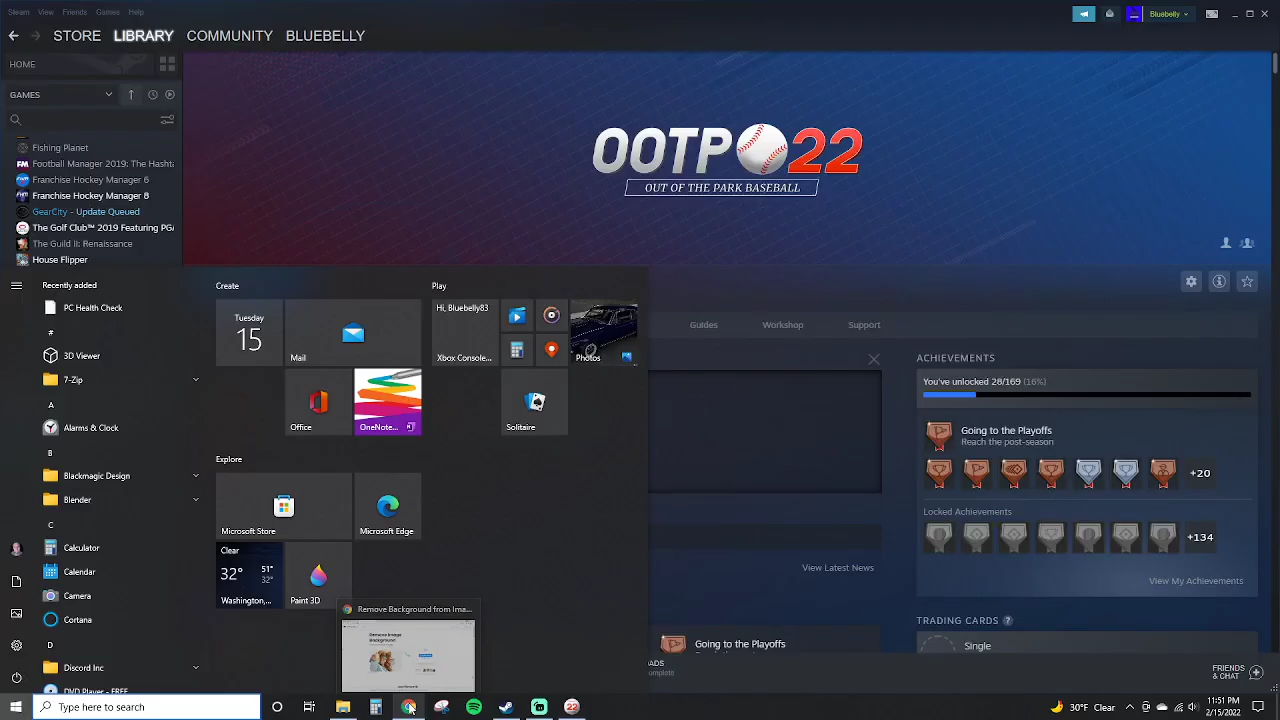 Steam View Friends Games Help
Bluebelly
STORE LIBRARY COMMUNITY BLUEBELLY
HOME
GAMES
Fishing Planet
Football Manager 2019: The Hashta
Franchise Hockey Manager 6
Franchise Hockey Manager 8
GearCity - Update Queued
The Golf Club™ 2019 Featuring PGA
The Guild II: Renaissance
House Flipper
OOTP 22
OUT OF THE PARK BASEBALL
Guides Workshop Support
ACHIEVEMENTS
You've unlocked 28/169 (16%)
Going to the Playoffs
Reach the post-season
+20
Locked Achievements
+134
View My Achievements
View Latest News
TRADING CARDS ?
Single
Going to the Playoffs
ADS
omplete
FRIENDS
& CHAT
Recently added
PC Health Check
#
3D Viewer
7-Zip
A
Alarms & Clock
B
Blackmagic Design
Blender
C
Calculator
Calendar
Camera
Cortana
D
Discord Inc
DVD Player - FREE
Create
Tuesday
15
Mail
Office
OneNote...
Explore
Microsoft Store
Microsoft Edge
Clear
32° 51°
32°
Washington,...
Paint 3D
Play
Hi, Bluebelly83
Xbox Console...
Photos
Solitaire
Remove Background from Ima...
Remove Image
Background
Type here to search
22
30°F Clear
11:51 PM
2/15/2022